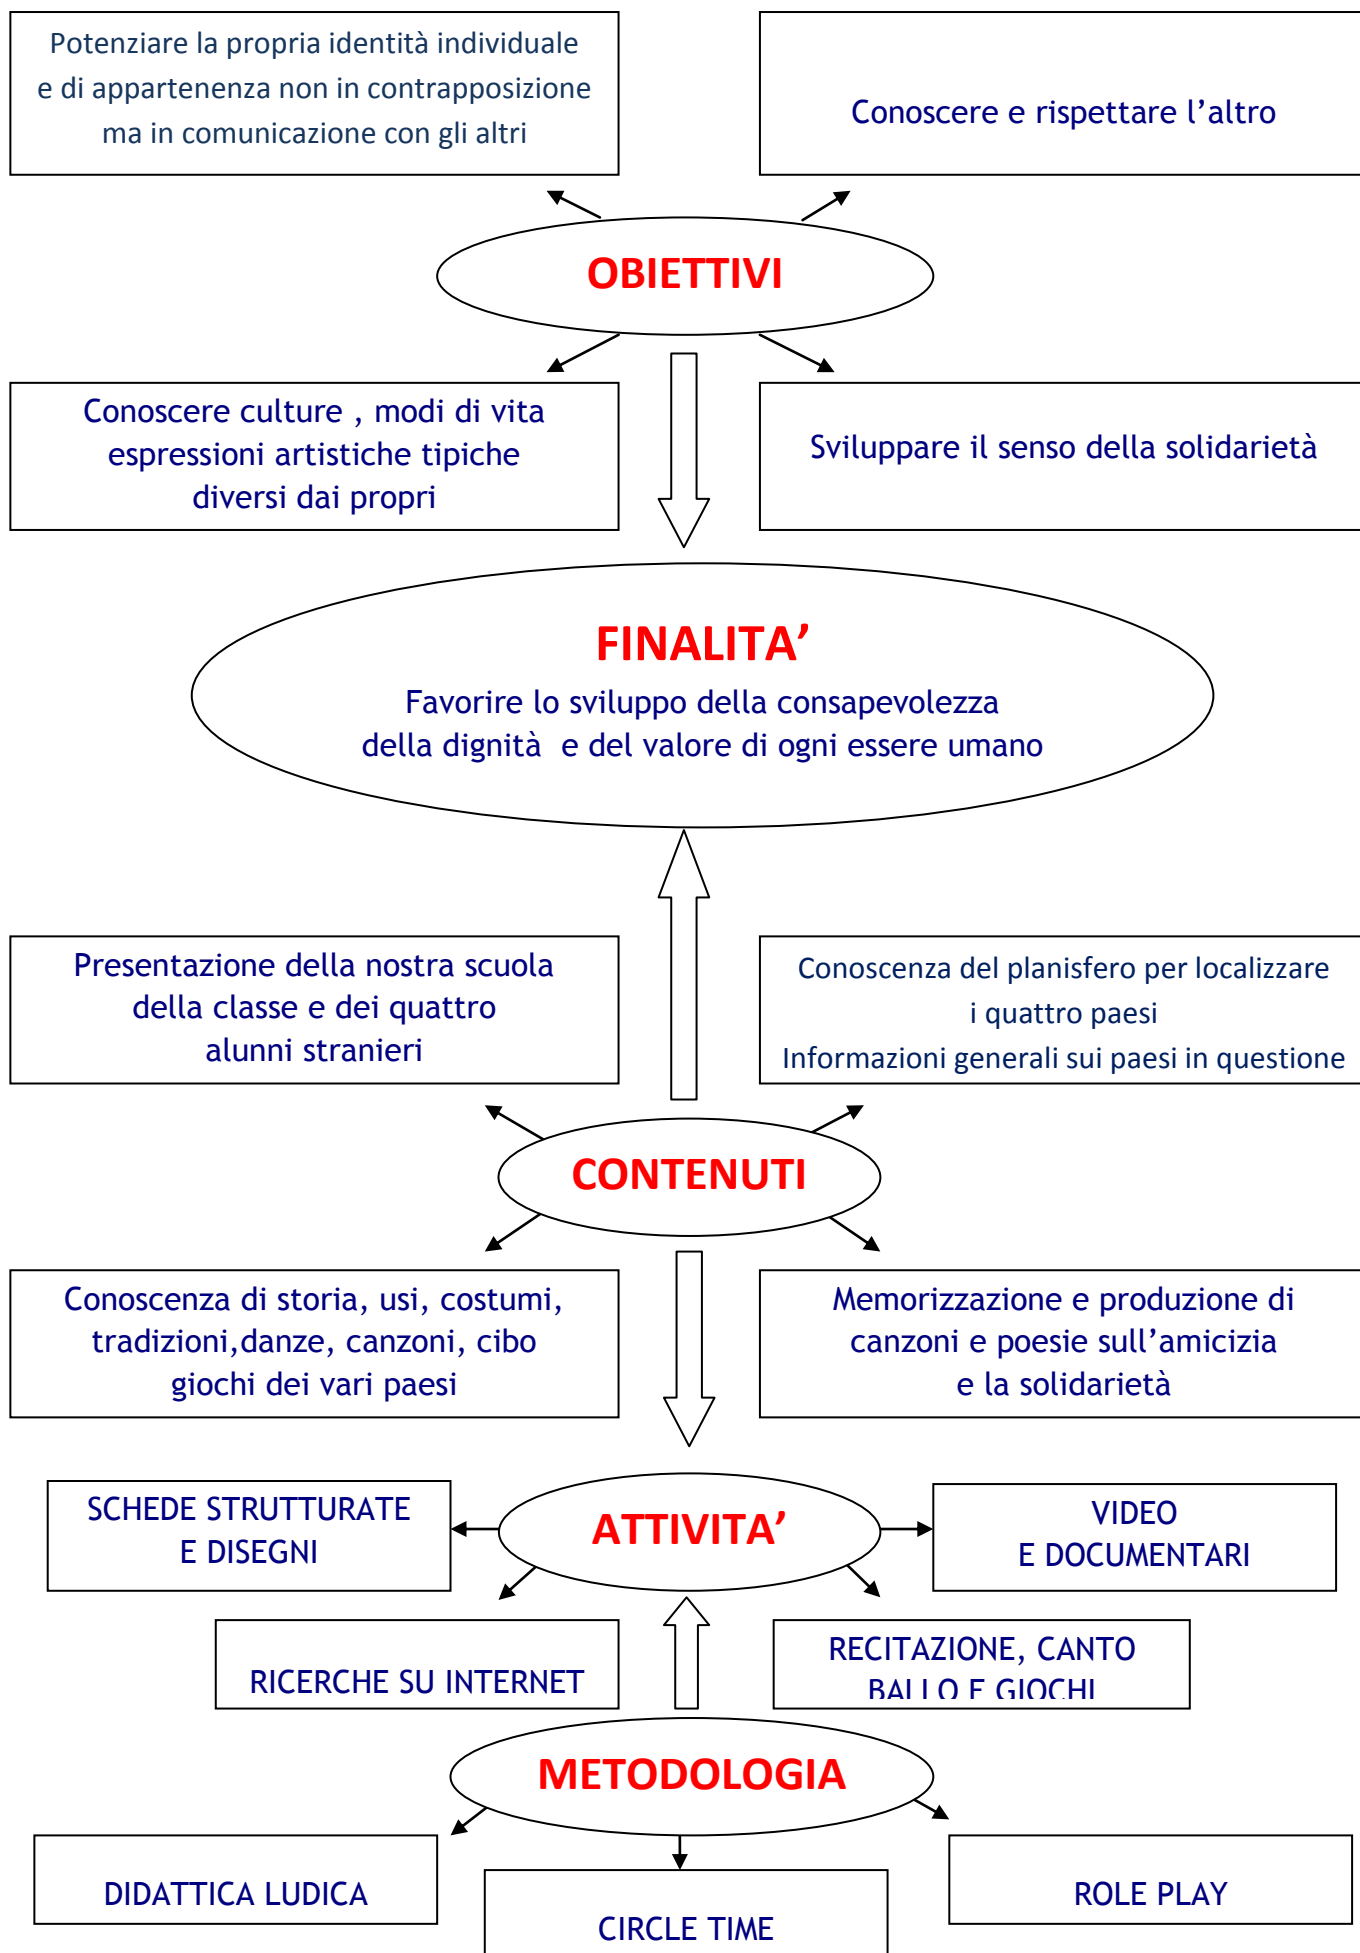 Potenziare la propria identità individuale
e di appartenenza non in contrapposizione
ma in comunicazione con gli altri
Conoscere e rispettare l’altro
OBIETTIVI
Conoscere culture , modi di vita
espressioni artistiche tipiche
diversi dai propri
Sviluppare il senso della solidarietà
FINALITA’
Favorire lo sviluppo della consapevolezza
della dignità  e del valore di ogni essere umano
Presentazione della nostra scuola
della classe e dei quattro
alunni stranieri
Conoscenza del planisfero per localizzare
i quattro paesi
Informazioni generali sui paesi in questione
CONTENUTI
Conoscenza di storia, usi, costumi,
tradizioni,danze, canzoni, cibo
giochi dei vari paesi
Memorizzazione e produzione di
canzoni e poesie sull’amicizia
e la solidarietà
SCHEDE STRUTTURATE
E DISEGNI
ATTIVITA’
VIDEO
E DOCUMENTARI
RICERCHE SU INTERNET
RECITAZIONE, CANTO
BALLO E GIOCHI
METODOLOGIA
DIDATTICA LUDICA
CIRCLE TIME
ROLE PLAY